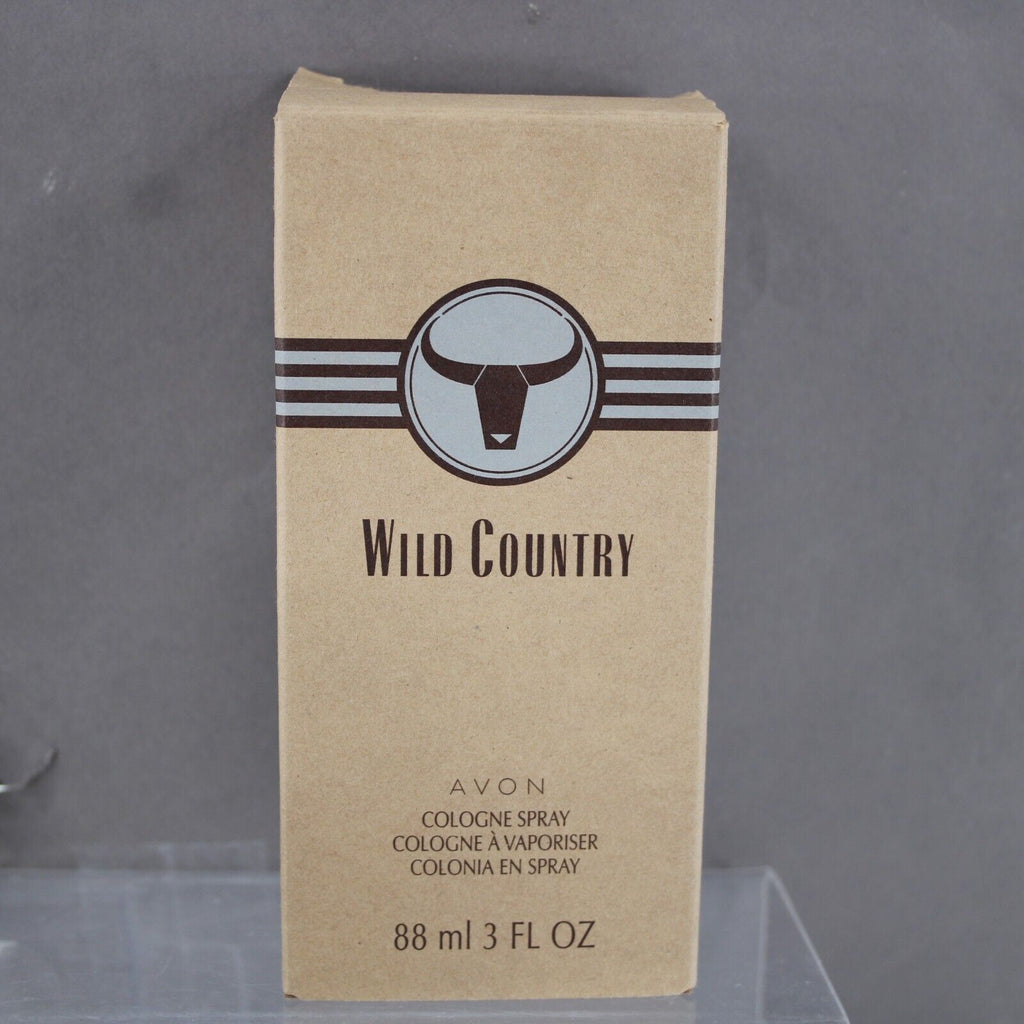 WILD COUNTRY
AVON
COLOGNE SPRAY
COLOGNE À VAPORISER
COLONIA EN SPRAY
88 ml 3 FL OZ